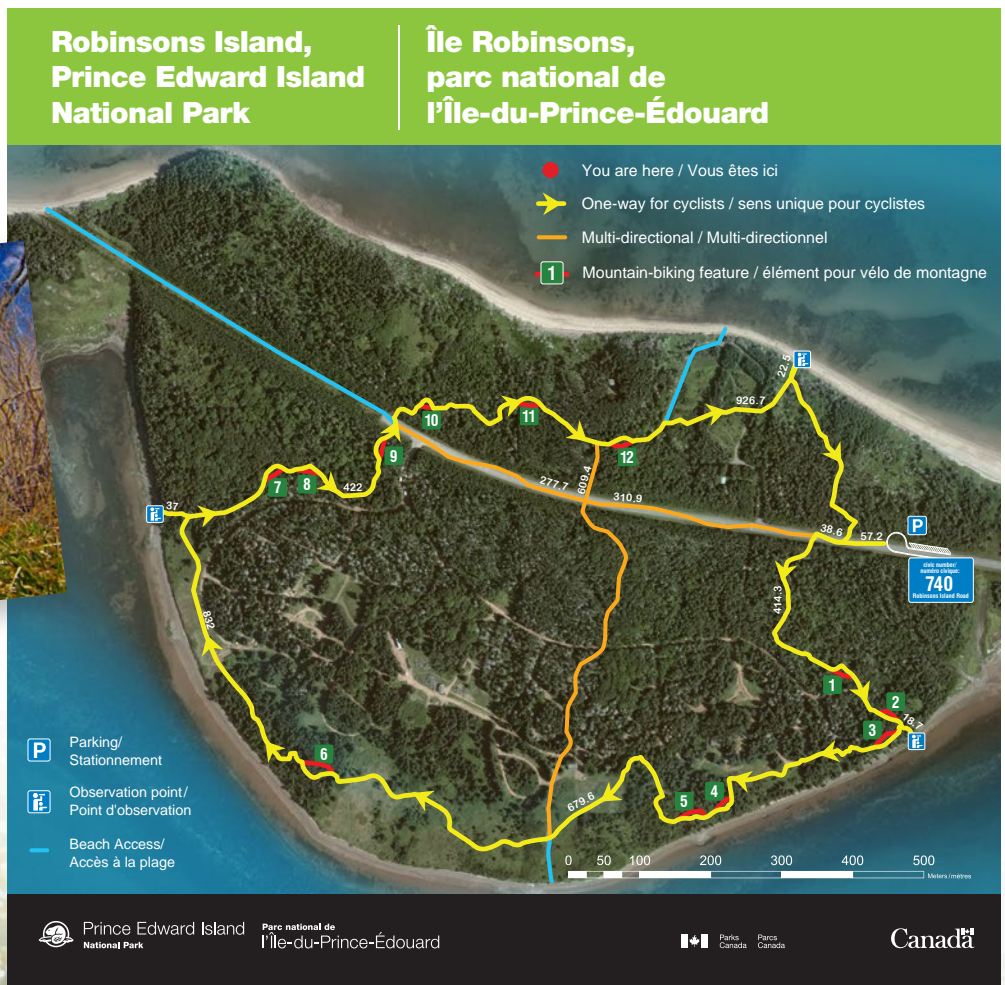 Robinsons Island,
Prince Edward Island
National Park
Île Robinsons,
parc national de
l'Île-du-Prince-Édouard
You are here / Vous êtes ici
One-way for cyclists / sens unique pour cyclistes
Multi-directional / Multi-directionnel
1 Mountain-biking feature / élément pour vélo de montagne
22.5
926.7
10
11
12
9
7
8
422
277.7
609.4
310.9
37
38.6
57.2
P
civic number/
numéro civique:
740
Robinsons Island Road
414.3
832
1
2
18.7
3
6
4
5
679.6
P Parking/
Stationnement
Observation point/
Point d'observation
Beach Access/
Accès à la plage
0 50 100 200 300 400 500
Meters/mètres
Prince Edward Island
National Park
Parc national de
l'Île-du-Prince-Édouard
Parks
Canada
Parcs
Canada
Canada